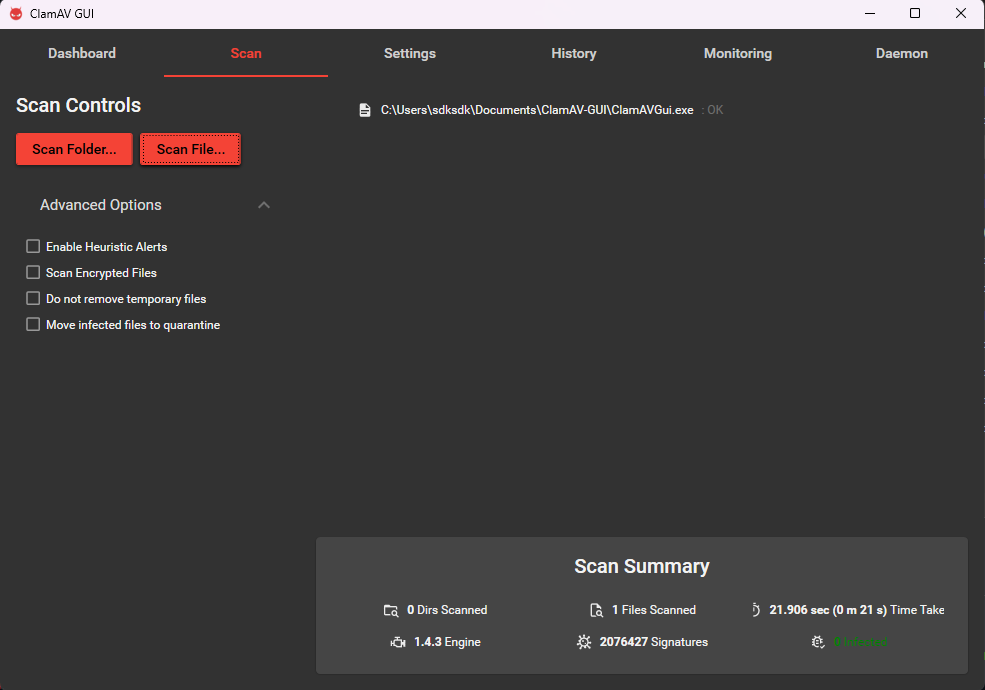 ClamAV GUI
Dashboard
Scan
Settings
History
Monitoring
Daemon
Scan Controls
Scan Folder...
Scan File...
Advanced Options
Enable Heuristic Alerts
Scan Encrypted Files
Do not remove temporary files
Move infected files to quarantine
C:\Users\sdksdk\Documents\ClamAV-GUI\ClamAVGui.exe : OK
Scan Summary
0 Dirs Scanned
1 Files Scanned
21.906 sec (0 m 21 s) Time Take
1.4.3 Engine
2076427 Signatures
0 Infected